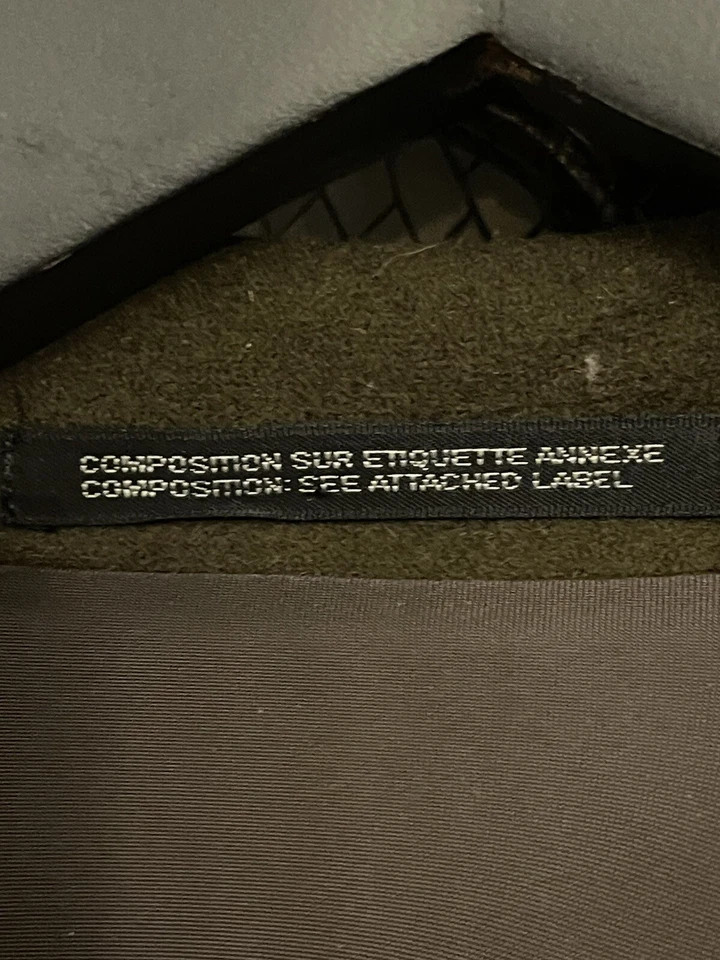 COMPOSITION SUR ETIQUETTE ANNEXE
COMPOSITION: SEE ATTACHED LABEL